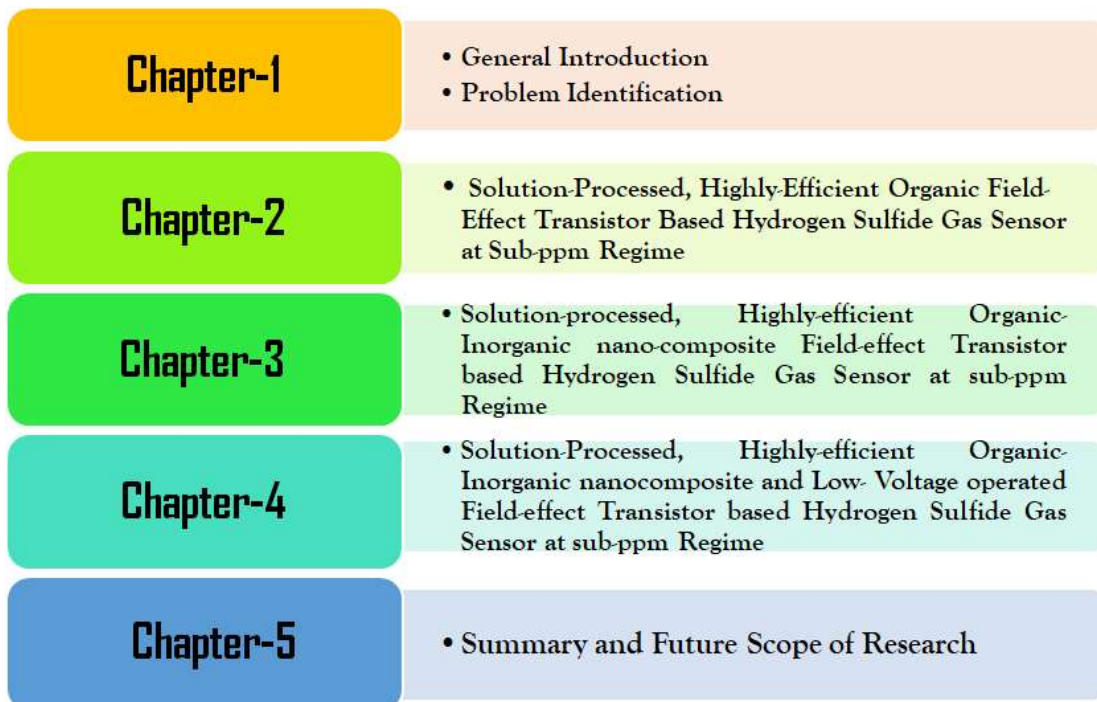 Chapter-1
• General Introduction
• Problem Identification
Chapter-2
• Solution-Processed, Highly-Efficient Organic Field-
Effect Transistor Based Hydrogen Sulfide Gas Sensor
at Sub-ppm Regime
Chapter-3
• Solution-processed, Highly-efficient Organic-
Inorganic nano-composite Field-effect Transistor
based Hydrogen Sulfide Gas Sensor at sub-ppm
Regime
Chapter-4
• Solution-Processed, Highly-efficient Organic-
Inorganic nanocomposite and Low- Voltage operated
Field-effect Transistor based Hydrogen Sulfide Gas
Sensor at sub-ppm Regime
Chapter-5
• Summary and Future Scope of Research